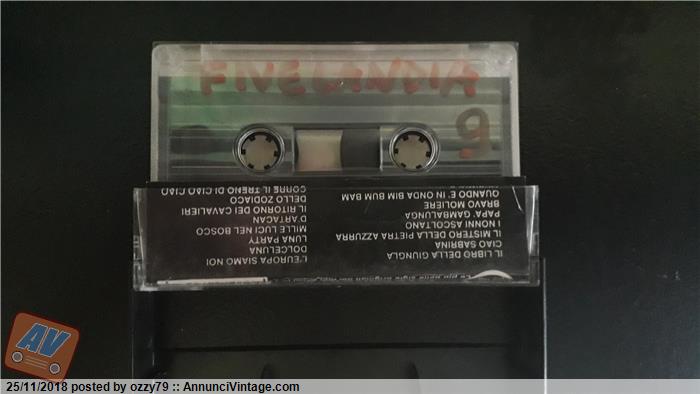 FIVELANDIA
9
IL LIBRO DELLA GIUNGLA
CIAO SABRINA
IL MISTERO DELLA PIETRA AZZURRA
I NONNI ASCOLTANO
PAPA' GAMBALUNGA
BRAVO MOLIERE
QUANDO E' IN ONDA BIM BUM BAM
L'EUROPA SIAMO NOI
DOLCELUNA
LUNA PARTY
MILLE LUCI NEL BOSCO
D'ARTACAN
IL RITORNO DEI CAVALIERI
DELLO ZODIACO
CORRE IL TRENO DI CIAO CIAO
AV
25/11/2018 posted by ozzy79 :: AnnunciVintage.com